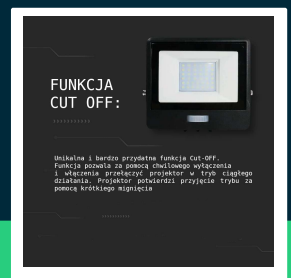 FUNKCJA
CUT OFF:
Unikalna i bardzo przydatna funkcja Cut-OFF.
Funkcja pozwala za pomocą chwilowego wyłączenia
i włączenia przełączyć projektor w tryb ciągłego
działania. Projektor potwierdzi przyjęcie trybu za
pomocą krótkiego mignięcia